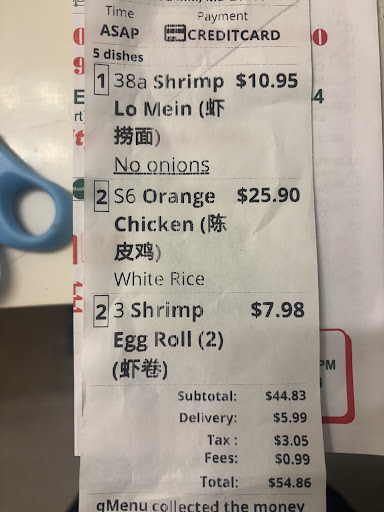 Time Payment
ASAP CREDITCARD
5 dishes
1 38a Shrimp $10.95
Lo Mein (虾
捞面)
No onions
2 S6 Orange $25.90
Chicken (陈
皮鸡)
White Rice
2 3 Shrimp $7.98
Egg Roll (2)
(虾卷)
Subtotal: $44.83
Delivery: $5.99
Tax : $3.05
Fees: $0.99
Total: $54.86
qMenu collected the money